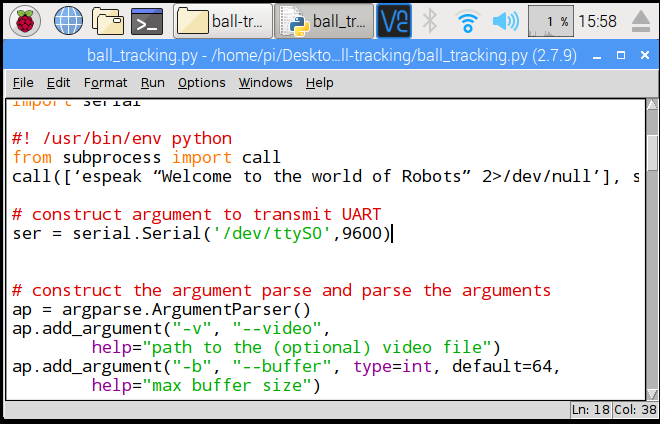 ball-tr...
ball_tr...
1 %
15:58
ball_tracking.py - /home/pi/Deskto...ll-tracking/ball_tracking.py (2.7.9)
File Edit Format Run Options Windows Help
import serial
#! /usr/bin/env python
from subprocess import call
call([‘espeak “Welcome to the world of Robots” 2>/dev/null’], s
# construct argument to transmit UART
ser = serial.Serial('/dev/ttyS0',9600)
# construct the argument parse and parse the arguments
ap = argparse.ArgumentParser()
ap.add_argument("-v", "--video",
help="path to the (optional) video file")
ap.add_argument("-b", "--buffer", type=int, default=64,
help="max buffer size")
Ln: 18 Col: 38